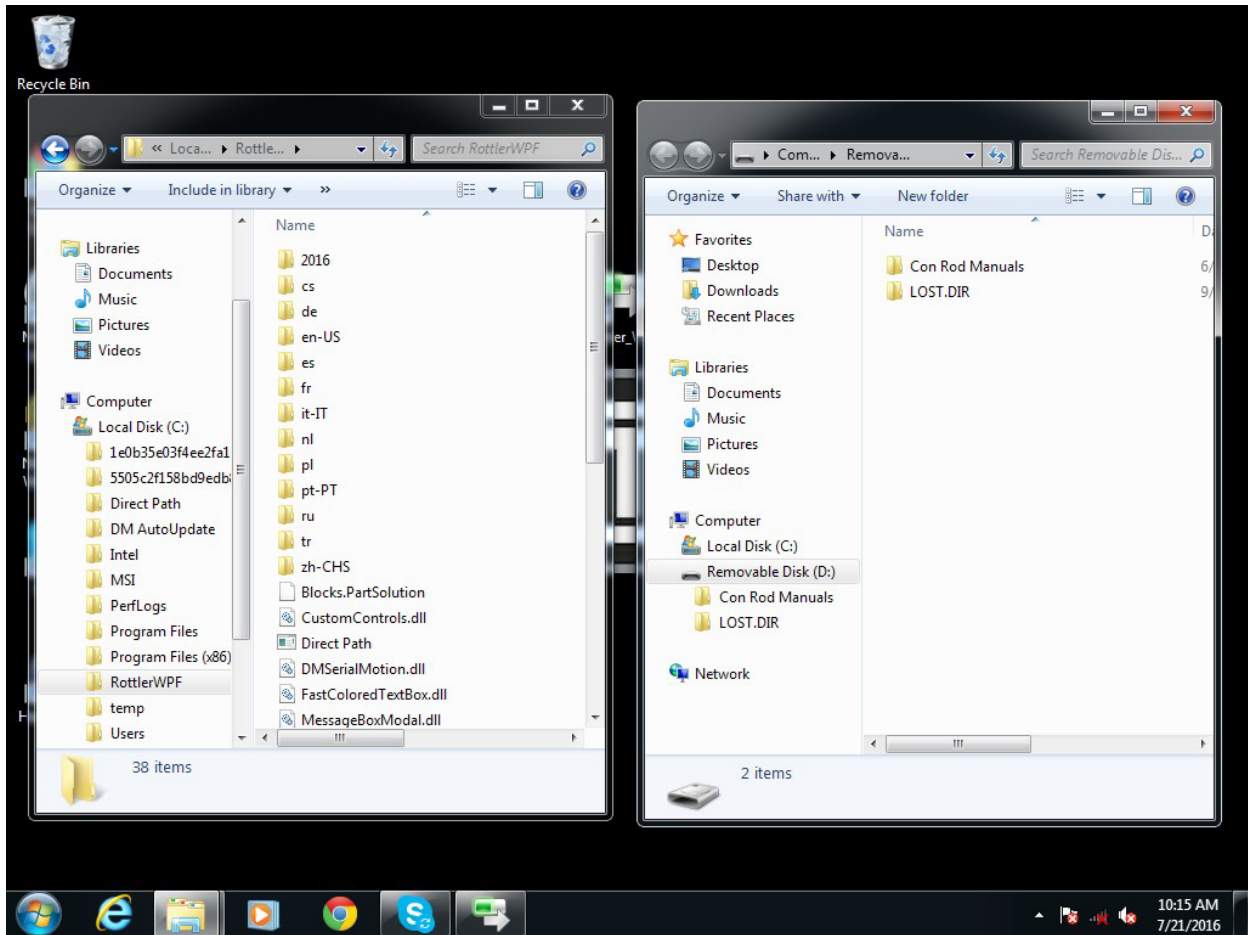 Recycle Bin
« Loca... Rottle...
Search RottlerWPF
Organize
Include in library
»
Libraries
Documents
Music
Pictures
Videos
Computer
Local Disk (C:)
1e0b35e03f4ee2fa1
5505c2f158bd9edb
Direct Path
DM AutoUpdate
Intel
MSI
PerfLogs
Program Files
Program Files (x86)
RottlerWPF
temp
Users
Name
2016
cs
de
en-US
es
fr
it-IT
nl
pl
pt-PT
ru
tr
zh-CHS
Blocks.PartSolution
CustomControls.dll
Direct Path
DMSerialMotion.dll
FastColoredTextBox.dll
MessageBoxModal.dll
38 items
er_
Com... Remova...
Search Removable Dis...
Organize
Share with
New folder
Favorites
Desktop
Downloads
Recent Places
Libraries
Documents
Music
Pictures
Videos
Computer
Local Disk (C:)
Removable Disk (D:)
Con Rod Manuals
LOST.DIR
Network
Name
Con Rod Manuals 6/
LOST.DIR 9/
2 items
10:15 AM
7/21/2016